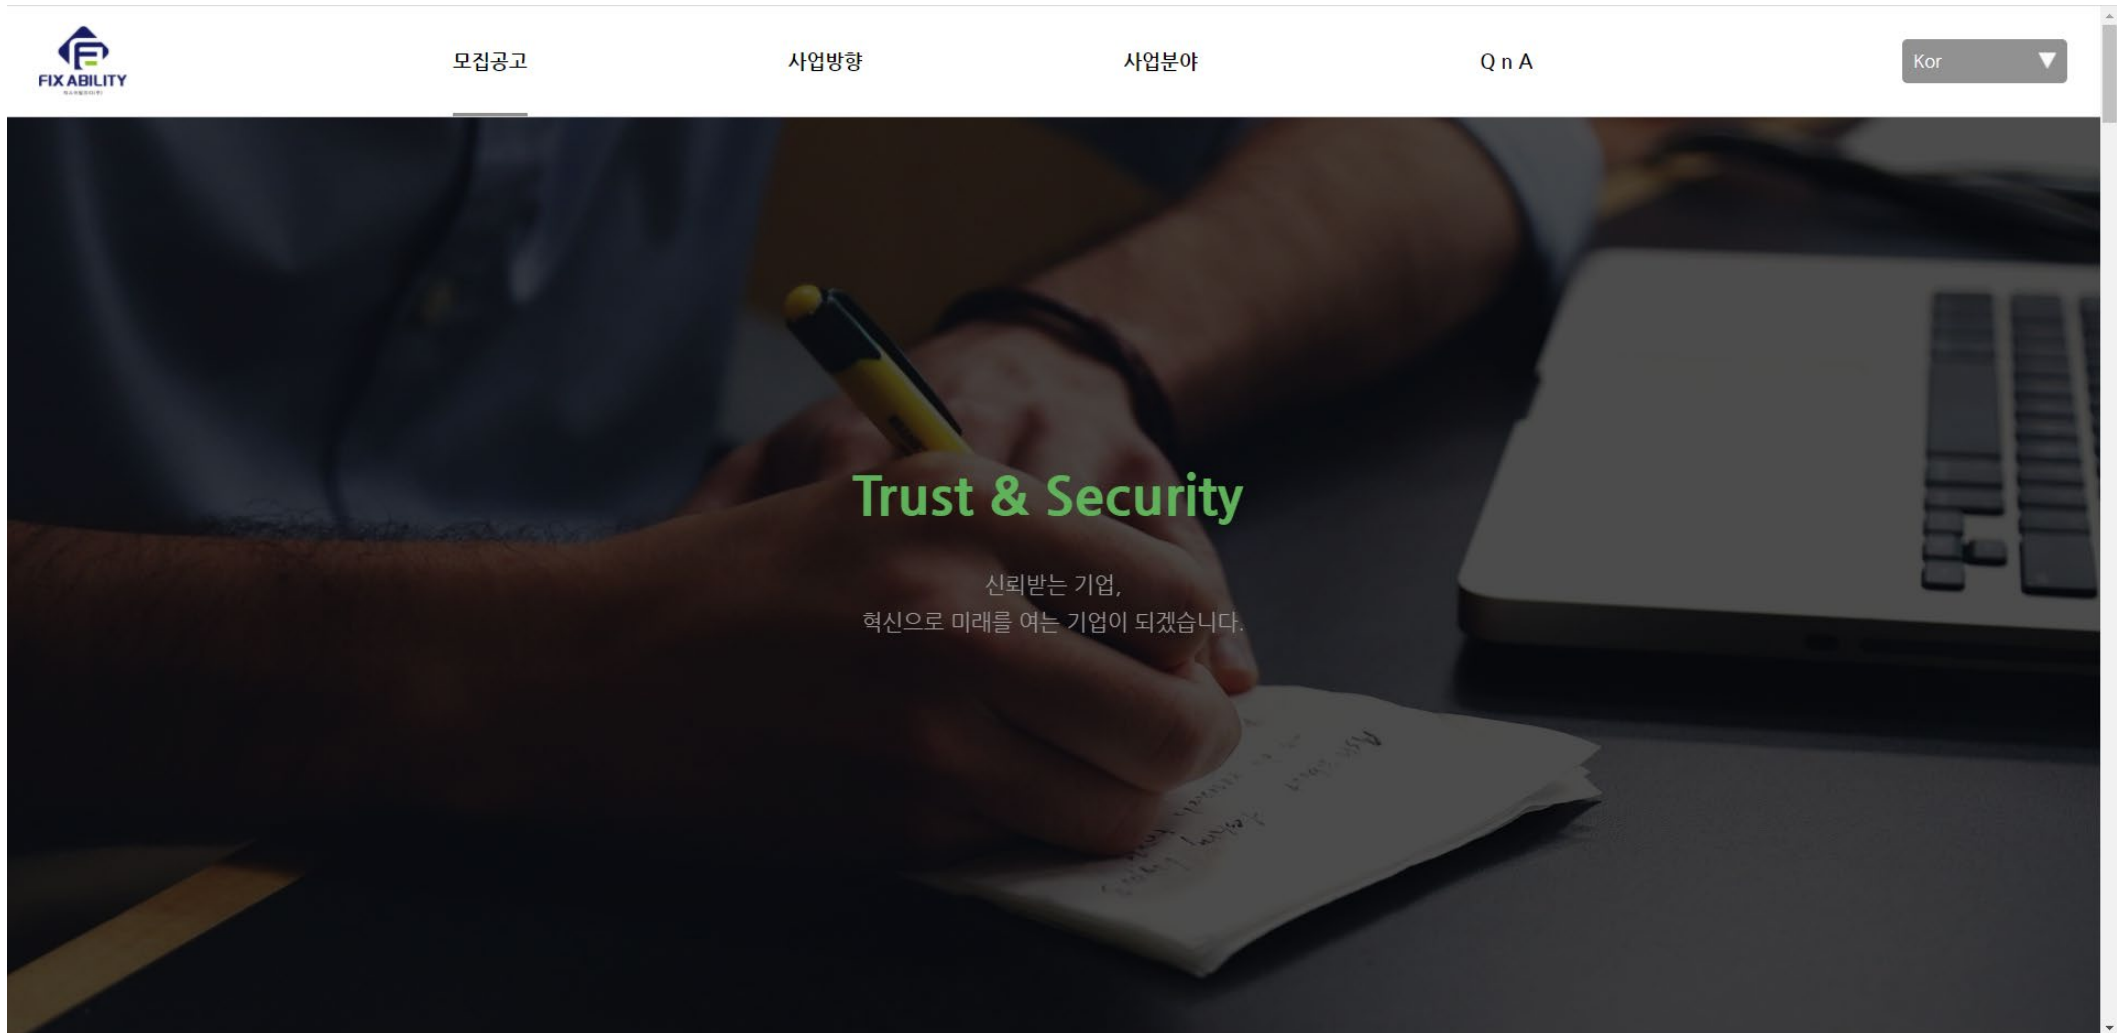 FIX ABILITY
모집공고
사업방향
사업분야
Q n A
Kor
Trust & Security
신뢰받는 기업,
혁신으로 미래를 여는 기업이 되겠습니다.